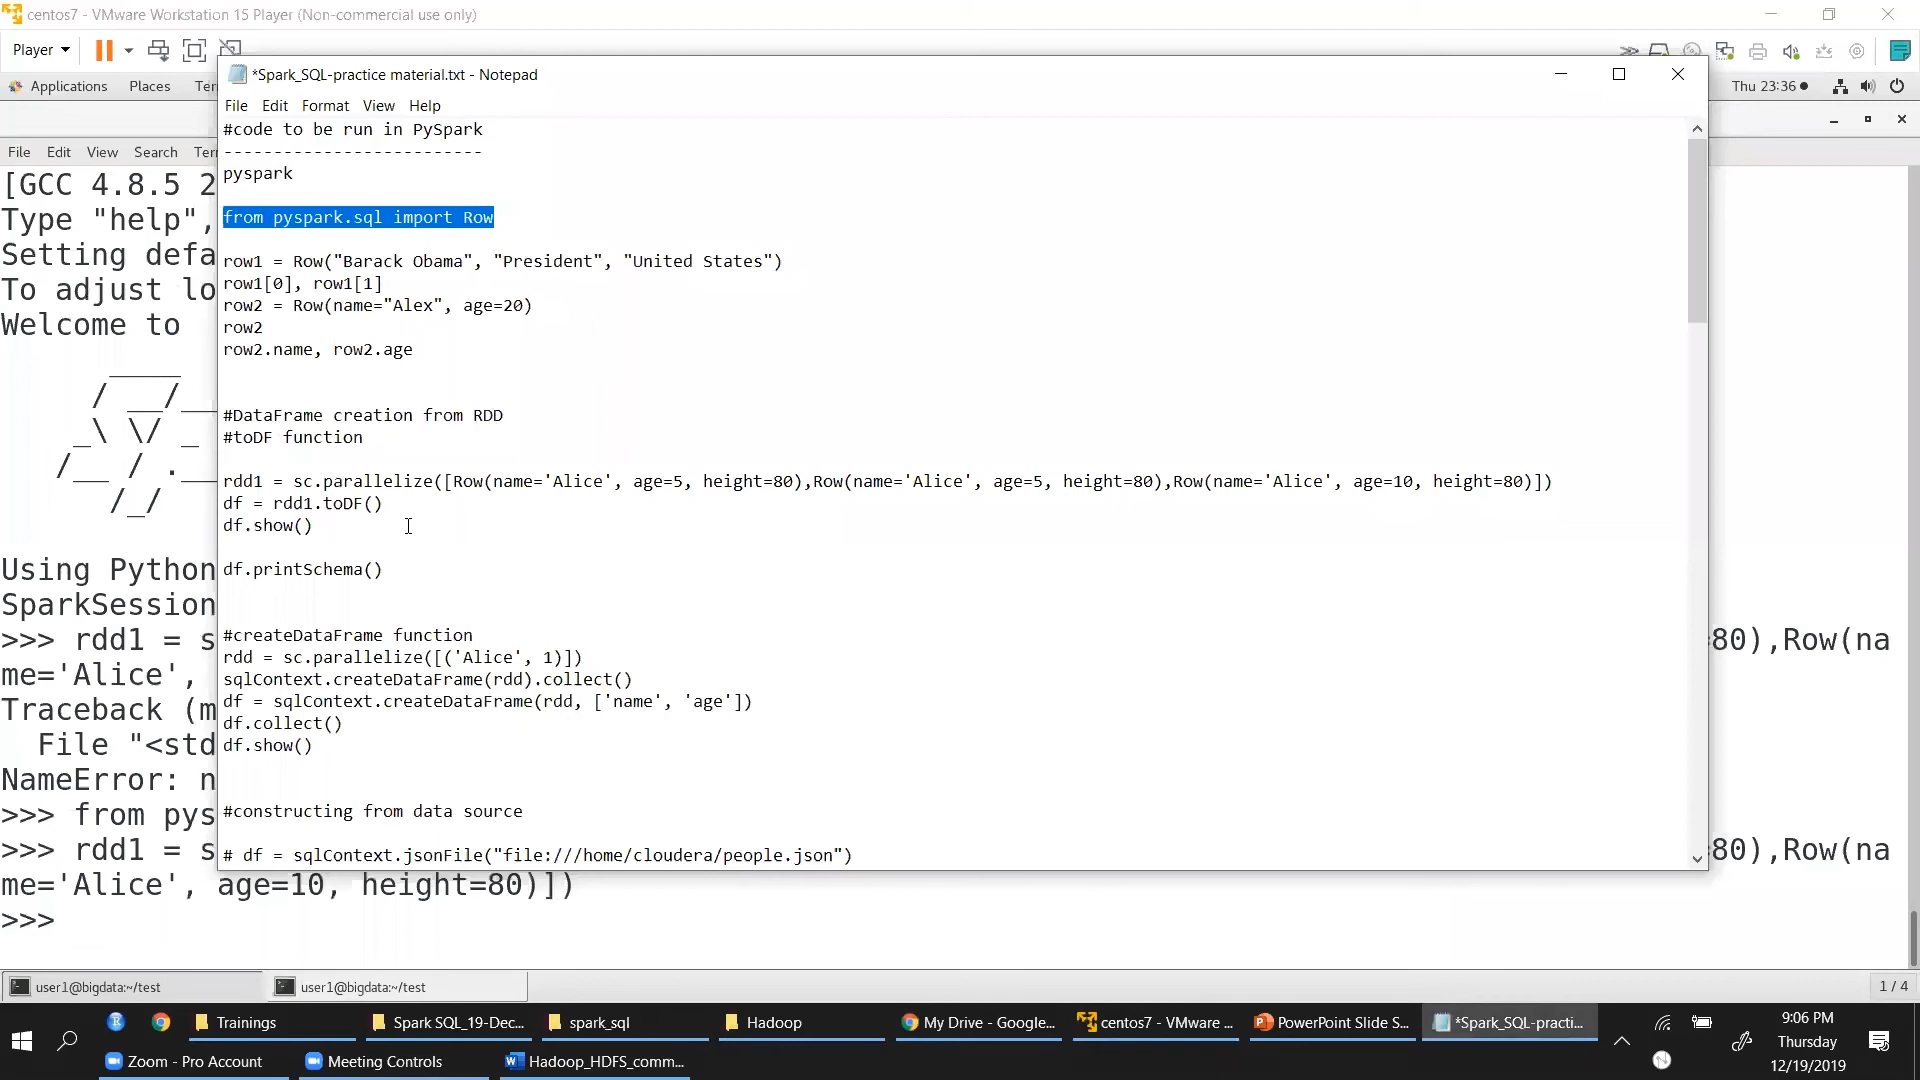 centos7 - VMware Workstation 15 Player (Non-commercial use only)
Player
Applications Places Ter
Thu 23:36
*Spark_SQL-practice material.txt - Notepad
File Edit Format View Help
#code to be run in PySpark
--------------------------
pyspark
from pyspark.sql import Row
row1 = Row("Barack Obama", "President", "United States")
row1[0], row1[1]
row2 = Row(name="Alex", age=20)
row2
row2.name, row2.age
#DataFrame creation from RDD
#toDF function
rdd1 = sc.parallelize([Row(name='Alice', age=5, height=80),Row(name='Alice', age=5, height=80),Row(name='Alice', age=10, height=80)])
df = rdd1.toDF()
df.show()
df.printSchema()
#createDataFrame function
rdd = sc.parallelize([('Alice', 1)])
sqlContext.createDataFrame(rdd).collect()
df = sqlContext.createDataFrame(rdd, ['name', 'age'])
df.collect()
df.show()
#constructing from data source
# df = sqlContext.jsonFile("file:///home/cloudera/people.json")
File Edit View Search Ter
[GCC 4.8.5 2
Type "help",
Setting defa
To adjust lo
Welcome to
Using Python
SparkSession
>>> rdd1 = s =80),Row(na
me='Alice',
Traceback (m
File "<std
NameError: n
>>> from pys
>>> rdd1 = s =80),Row(na
me='Alice', age=10, height=80)])
>>>
user1@bigdata:~/test user1@bigdata:~/test 1 / 4
Trainings Spark SQL_19-Dec... spark_sql Hadoop My Drive - Google... centos7 - VMware ... PowerPoint Slide S... *Spark_SQL-practi...
Zoom - Pro Account Meeting Controls Hadoop_HDFS_comm...
9:06 PM
Thursday
12/19/2019